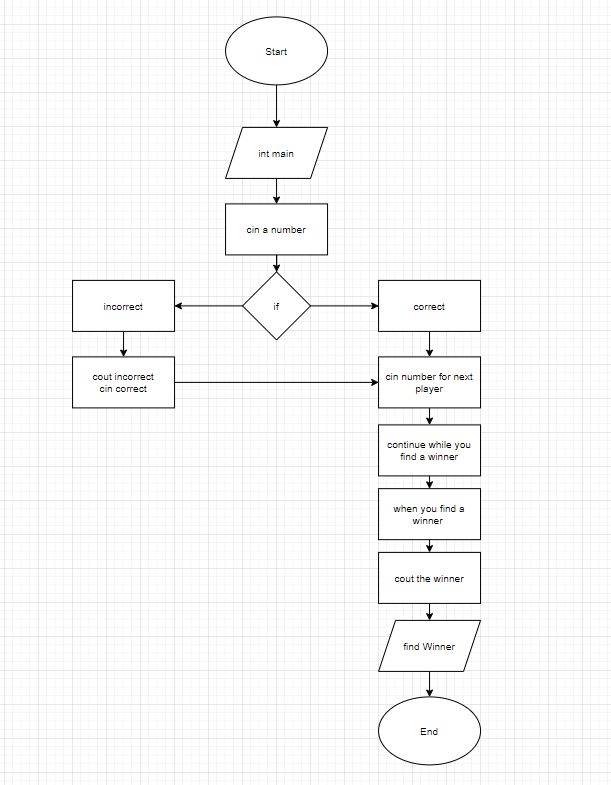 Start
int main
cin a number
if
incorrect
correct
cout incorrect
cin correct
cin number for next
player
continue while you
find a winner
when you find a
winner
cout the winner
find Winner
End